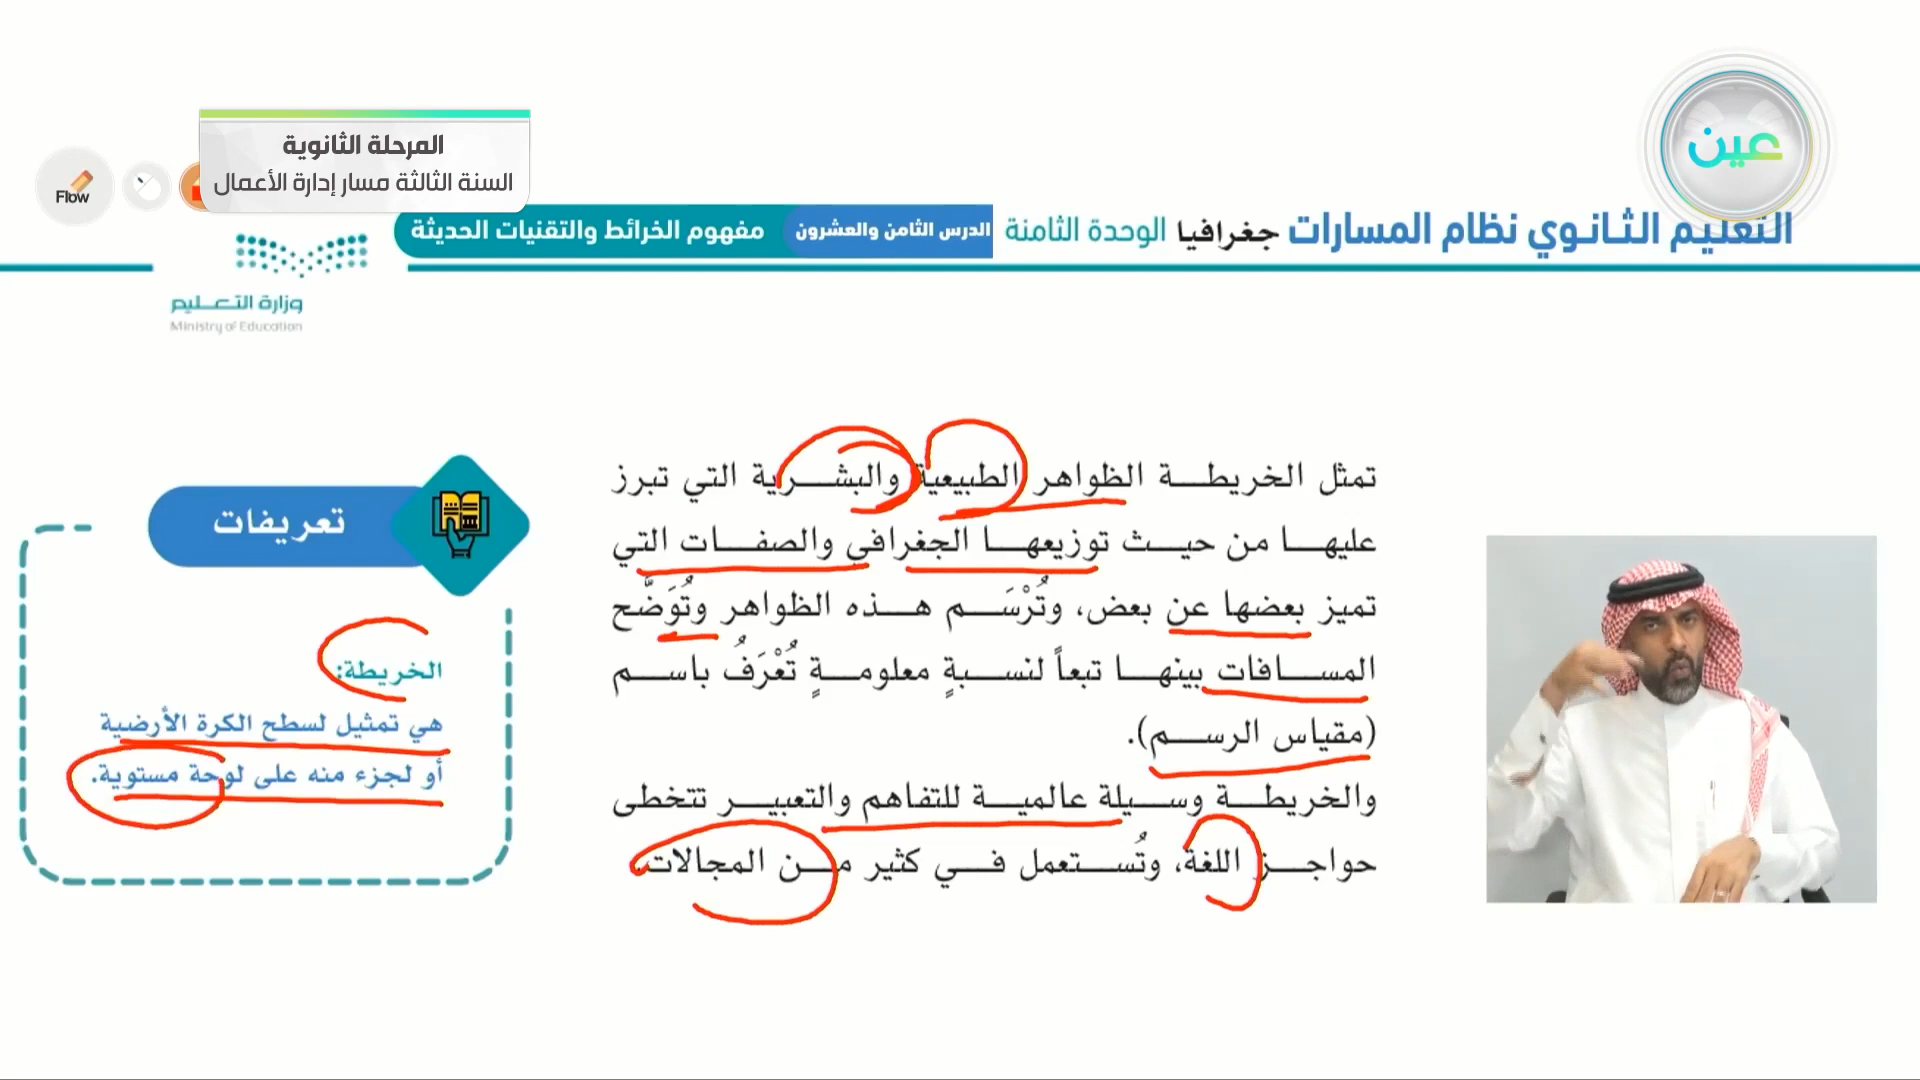 عين
المرحلة الثانوية
السنة الثالثة مسار إدارة الأعمال
Flow
التعليم الثانوي نظام المسارات جغرافيا الوحدة الثامنة الدرس الثامن والعشرون مفهوم الخرائط والتقنيات الحديثة
وزارة التعـليم
Ministry of Education
تمثل الخريطة الظواهر الطبيعية والبشرية التي تبرز
عليها من حيث توزيعها الجغرافي والصفات التي
تميز بعضها عن بعض، وتُرْسَم هذه الظواهر وتُوَضَّح
المسافات بينها تبعاً لنسبةٍ معلومةٍ تُعْرَفُ باسم
(مقياس الرسم).
والخريطة وسيلة عالمية للتفاهم والتعبير تتخطى
حواجز اللغة، وتُستعمل في كثير من المجالات.
تعريفات
الخريطة:
هي تمثيل لسطح الكرة الأرضية
أو لجزء منه على لوحة مستوية.